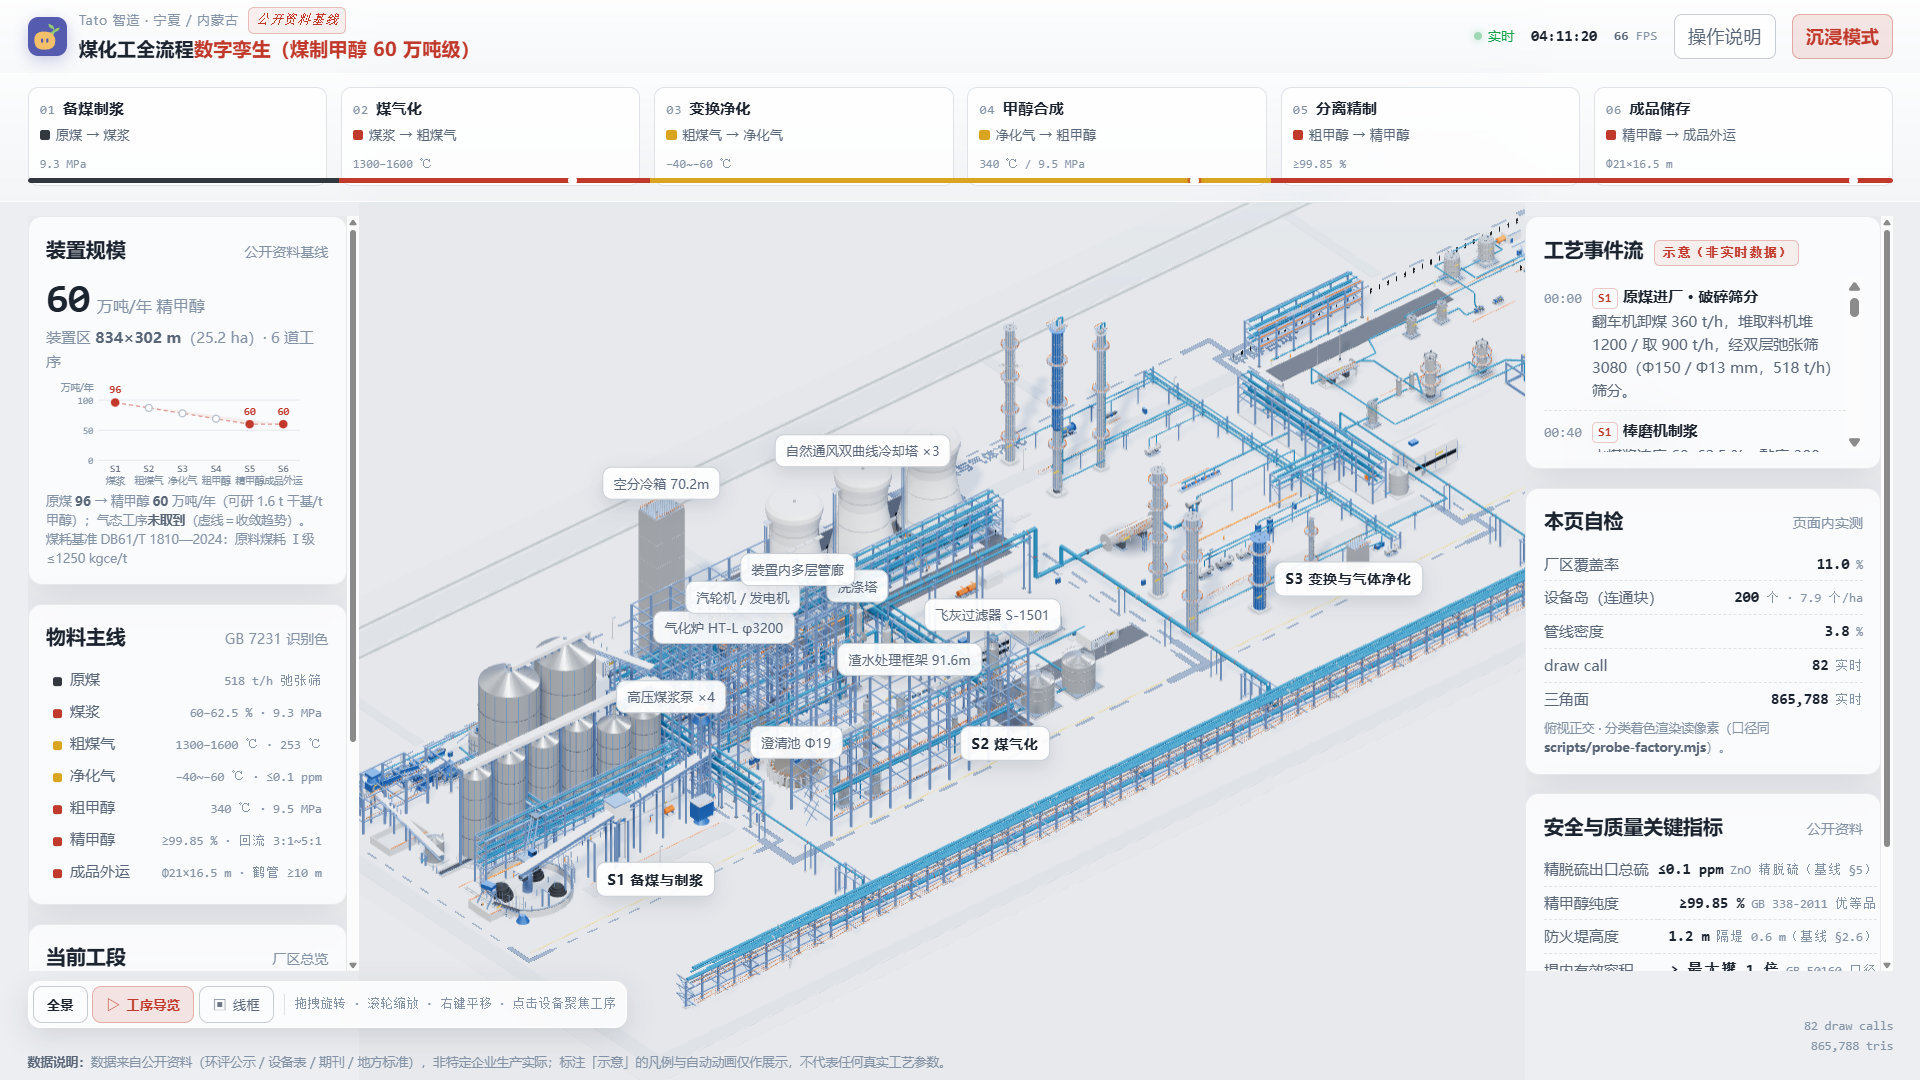 Tato 智造 · 宁夏 / 内蒙古 公开资料基线
煤化工全流程数字孪生（煤制甲醇 60 万吨级）
实时 04:11:20 66 FPS 操作说明 沉浸模式
01 备煤制浆
原煤 → 煤浆
9.3 MPa
02 煤气化
煤浆 → 粗煤气
1300–1600 ℃
03 变换净化
粗煤气 → 净化气
-40~-60 ℃
04 甲醇合成
净化气 → 粗甲醇
340 ℃ / 9.5 MPa
05 分离精制
粗甲醇 → 精甲醇
≥99.85 %
06 成品储存
精甲醇 → 成品外运
Φ21×16.5 m
装置规模 公开资料基线
60 万吨/年 精甲醇
装置区 834×302 m（25.2 ha）· 6 道工
序
万吨/年
100
50
0
96
60
60
S1 S2 S3 S4 S5 S6
煤浆 粗煤气 净化气 粗甲醇 精甲醇 成品外运
原煤 96 → 精甲醇 60 万吨/年（可研 1.6 t 干基/t
甲醇）；气态工序未取到（虚线=收敛趋势）。
煤耗基准 DB61/T 1810—2024：原料煤耗 Ⅰ级
≤1250 kgce/t
物料主线 GB 7231 识别色
原煤 518 t/h 弛张筛
煤浆 60–62.5 % · 9.3 MPa
粗煤气 1300–1600 ℃ · 253 ℃
净化气 -40~-60 ℃ · ≤0.1 ppm
粗甲醇 340 ℃ · 9.5 MPa
精甲醇 ≥99.85 % · 回流 3:1~5:1
成品外运 Φ21×16.5 m · 鹤管 ≥10 m
当前工段 厂区总览
自然通风双曲线冷却塔 ×3
空分冷箱 70.2m
装置内多层管廊
洗涤塔
汽轮机 / 发电机
飞灰过滤器 S-1501
气化炉 HT-L φ3200
渣水处理框架 91.6m
高压煤浆泵 ×4
澄清池 Φ19
S1 备煤与制浆
S2 煤气化
S3 变换与气体净化
工艺事件流 示意（非实时数据）
00:00 S1 原煤进厂 • 破碎筛分
翻车机卸煤 360 t/h，堆取料机堆
1200 / 取 900 t/h，经双层弛张筛
3080（Φ150 / Φ13 mm，518 t/h）
筛分。
00:40 S1 棒磨机制浆
本页自检 页面内实测
厂区覆盖率 11.0 %
设备岛（连通块） 200 个 · 7.9 个/ha
管线密度 3.8 %
draw call 82 实时
三角面 865,788 实时
俯视正交 · 分类着色渲染读像素（口径同
scripts/probe-factory.mjs）。
安全与质量关键指标 公开资料
精脱硫出口总硫 ≤0.1 ppm ZnO 精脱硫（基线 §5）
精甲醇纯度 ≥99.85 % GB 338-2011 优等品
防火堤高度 1.2 m 隔堤 0.6 m（基线 §2.6）
全景 ▷ 工序导览 线框 拖拽旋转 · 滚轮缩放 · 右键平移 · 点击设备聚焦工序
82 draw calls
865,788 tris
数据说明：数据来自公开资料（环评公示 / 设备表 / 期刊 / 地方标准），非特定企业生产实际；标注「示意」的凡例与自动动画仅作展示，不代表任何真实工艺参数。